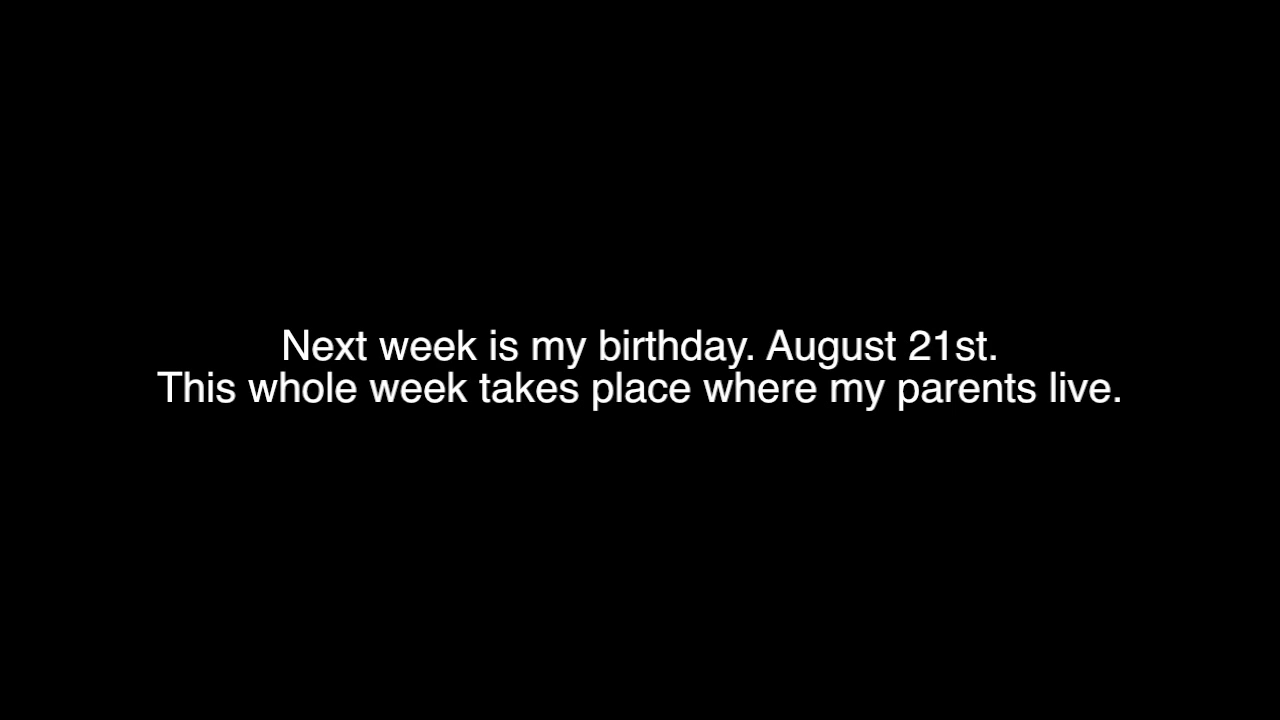 Next week is my birthday. August 21st.
This whole week takes place where my parents live.